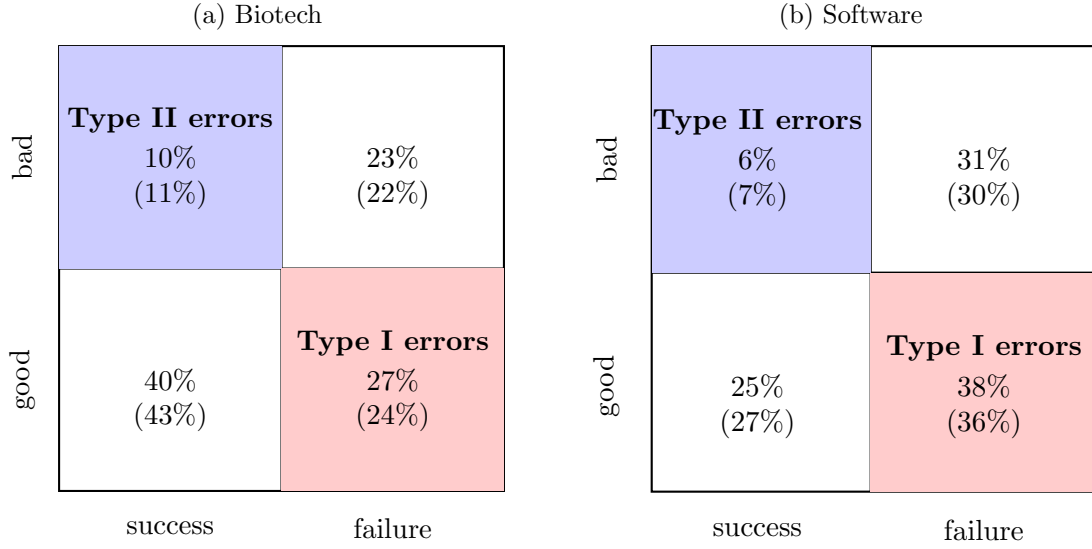 (a) Biotech
bad
good
Type II errors
10%
(11%)
23%
(22%)
40%
(43%)
Type I errors
27%
(24%)
success
failure
(b) Software
bad
good
Type II errors
6%
(7%)
31%
(30%)
25%
(27%)
Type I errors
38%
(36%)
success
failure